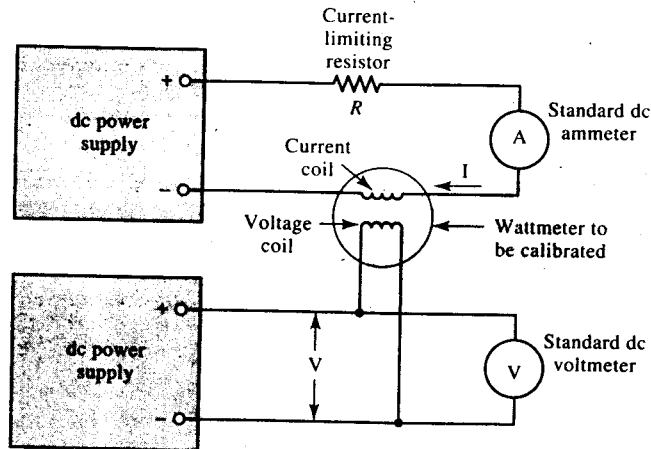 Current-
limiting
resistor
+
R
dc power
supply
Standard dc
ammeter
A
Current
coil
I
−
Voltage
coil
Wattmeter to
be calibrated
+
dc power
supply
V
Standard dc
voltmeter
V
−